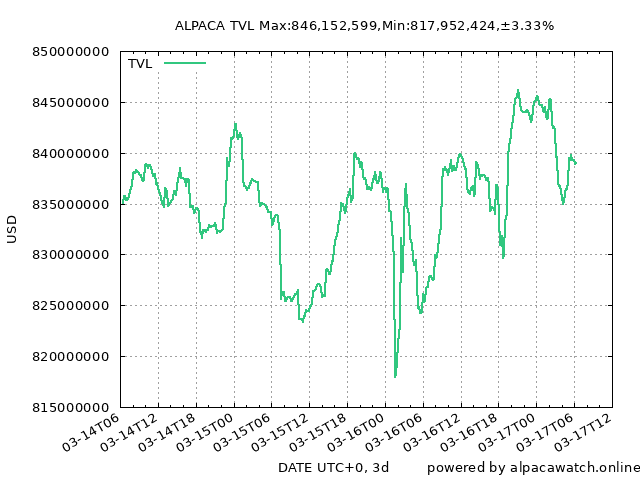 ALPACA TVL Max:846,152,599,Min:817,952,424,±3.33%
TVL
850000000
845000000
840000000
835000000
830000000
825000000
820000000
815000000
USD
03-14T06
03-14T12
03-14T18
03-15T00
03-15T06
03-15T12
03-15T18
03-16T00
03-16T06
03-16T12
03-16T18
03-17T00
03-17T06
03-17T12
DATE UTC+0, 3d
powered by alpacawatch.online